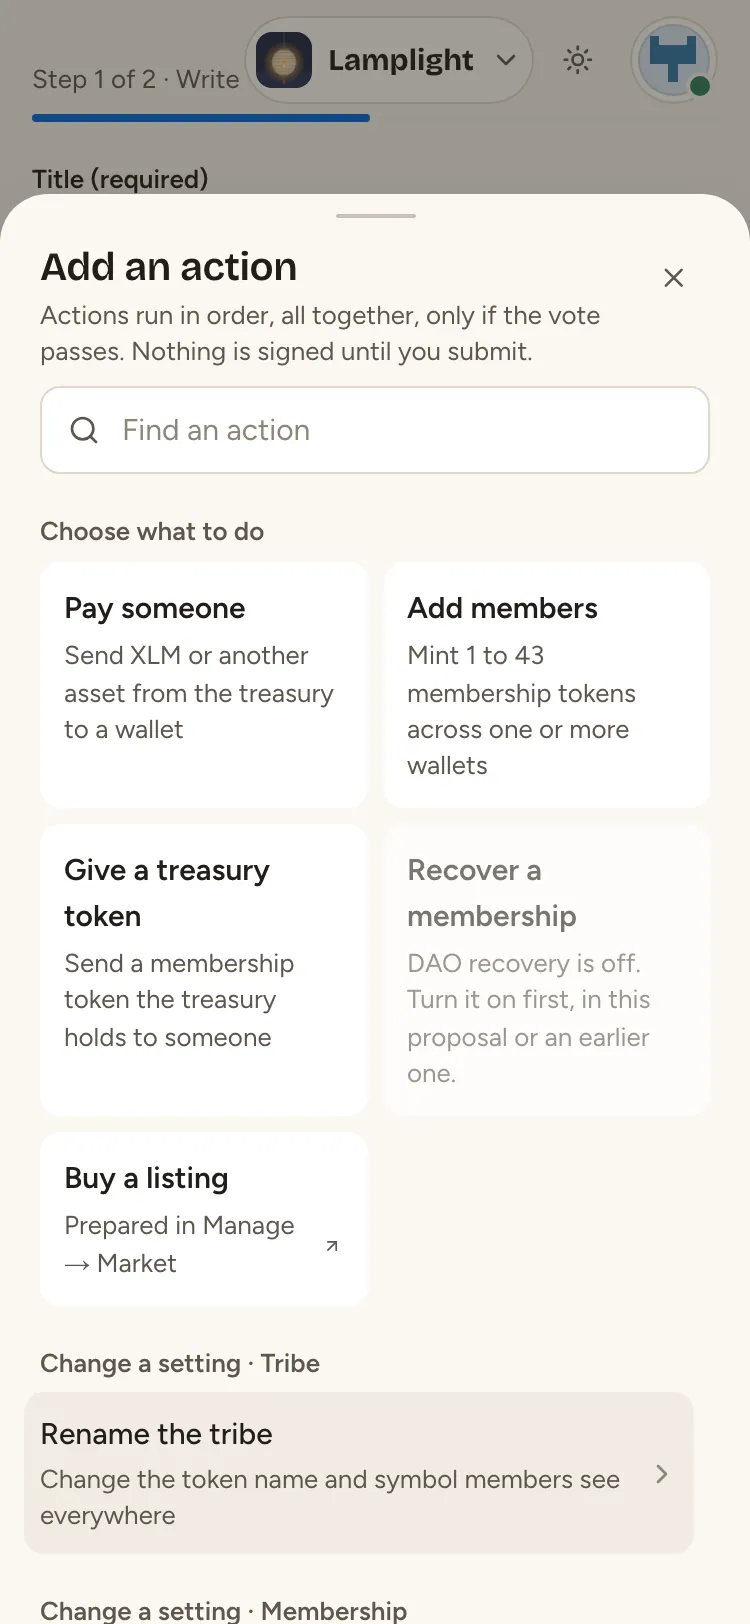 Step 1 of 2 · Write
Lamplight
Title (required)
Add an action
Actions run in order, all together, only if the vote
passes. Nothing is signed until you submit.
Find an action
Choose what to do
Pay someone
Send XLM or another
asset from the treasury
to a wallet
Add members
Mint 1 to 43
membership tokens
across one or more
wallets
Give a treasury
token
Send a membership
token the treasury
holds to someone
Recover a
membership
DAO recovery is off.
Turn it on first, in this
proposal or an earlier
one.
Buy a listing
Prepared in Manage
→ Market
Change a setting · Tribe
Rename the tribe
Change the token name and symbol members see
everywhere
Change a setting · Membership